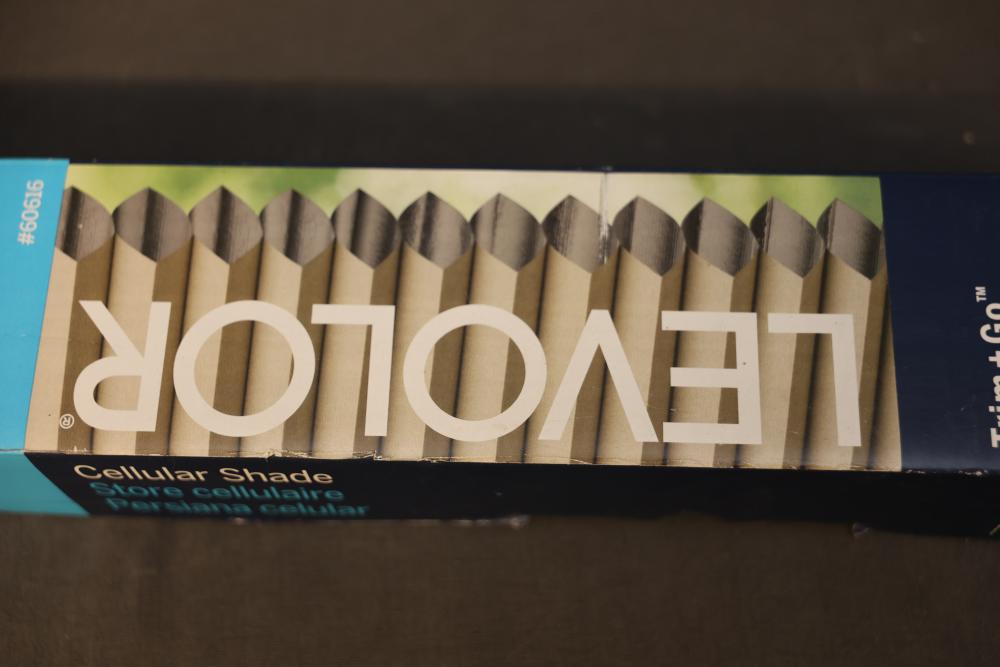 #60616
LEVOLOR®
Trim+Go™
Cellular Shade
Store cellulaire
Persiana celular